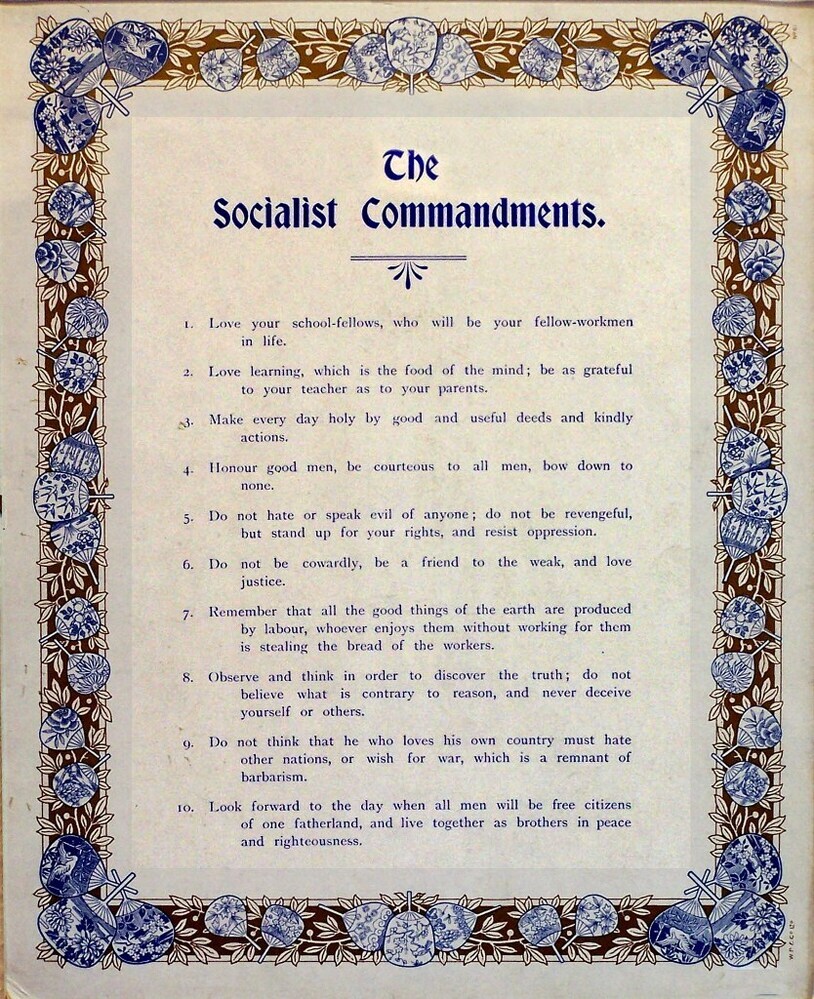 The
Socialist Commandments.
1. Love your school-fellows, who will be your fellow-workmen
in life.
2. Love learning, which is the food of the mind; be as grateful
to your teacher as to your parents.
3. Make every day holy by good and useful deeds and kindly
actions.
4. Honour good men, be courteous to all men, bow down to
none.
5. Do not hate or speak evil of anyone; do not be revengeful,
but stand up for your rights, and resist oppression.
6. Do not be cowardly, be a friend to the weak, and love
justice.
7. Remember that all the good things of the earth are produced
by labour, whoever enjoys them without working for them
is stealing the bread of the workers.
8. Observe and think in order to discover the truth; do not
believe what is contrary to reason, and never deceive
yourself or others.
9. Do not think that he who loves his own country must hate
other nations, or wish for war, which is a remnant of
barbarism.
10. Look forward to the day when all men will be free citizens
of one fatherland, and live together as brothers in peace
and righteousness.